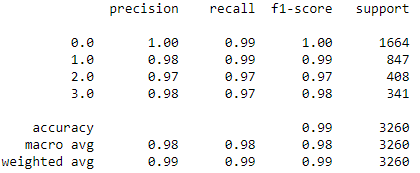 precision recall f1-score support
0.0 1.00 0.99 1.00 1664
1.0 0.98 0.99 0.99 847
2.0 0.97 0.97 0.97 408
3.0 0.98 0.97 0.98 341
accuracy 0.99 3260
macro avg 0.98 0.98 0.98 3260
weighted avg 0.99 0.99 0.99 3260